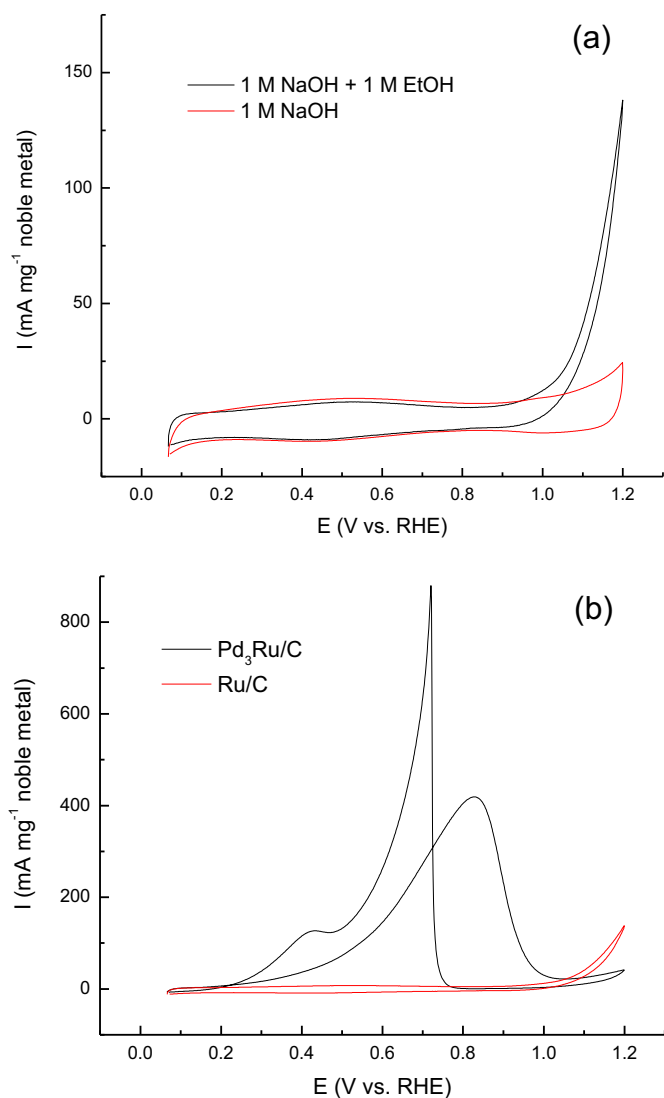 (a)
1 M NaOH + 1 M EtOH
1 M NaOH
150
100
50
0
I (mA mg⁻¹ noble metal)
0.0 0.2 0.4 0.6 0.8 1.0 1.2
E (V vs. RHE)
(b)
Pd₃Ru/C
Ru/C
800
600
400
200
0
I (mA mg⁻¹ noble metal)
0.0 0.2 0.4 0.6 0.8 1.0 1.2
E (V vs. RHE)